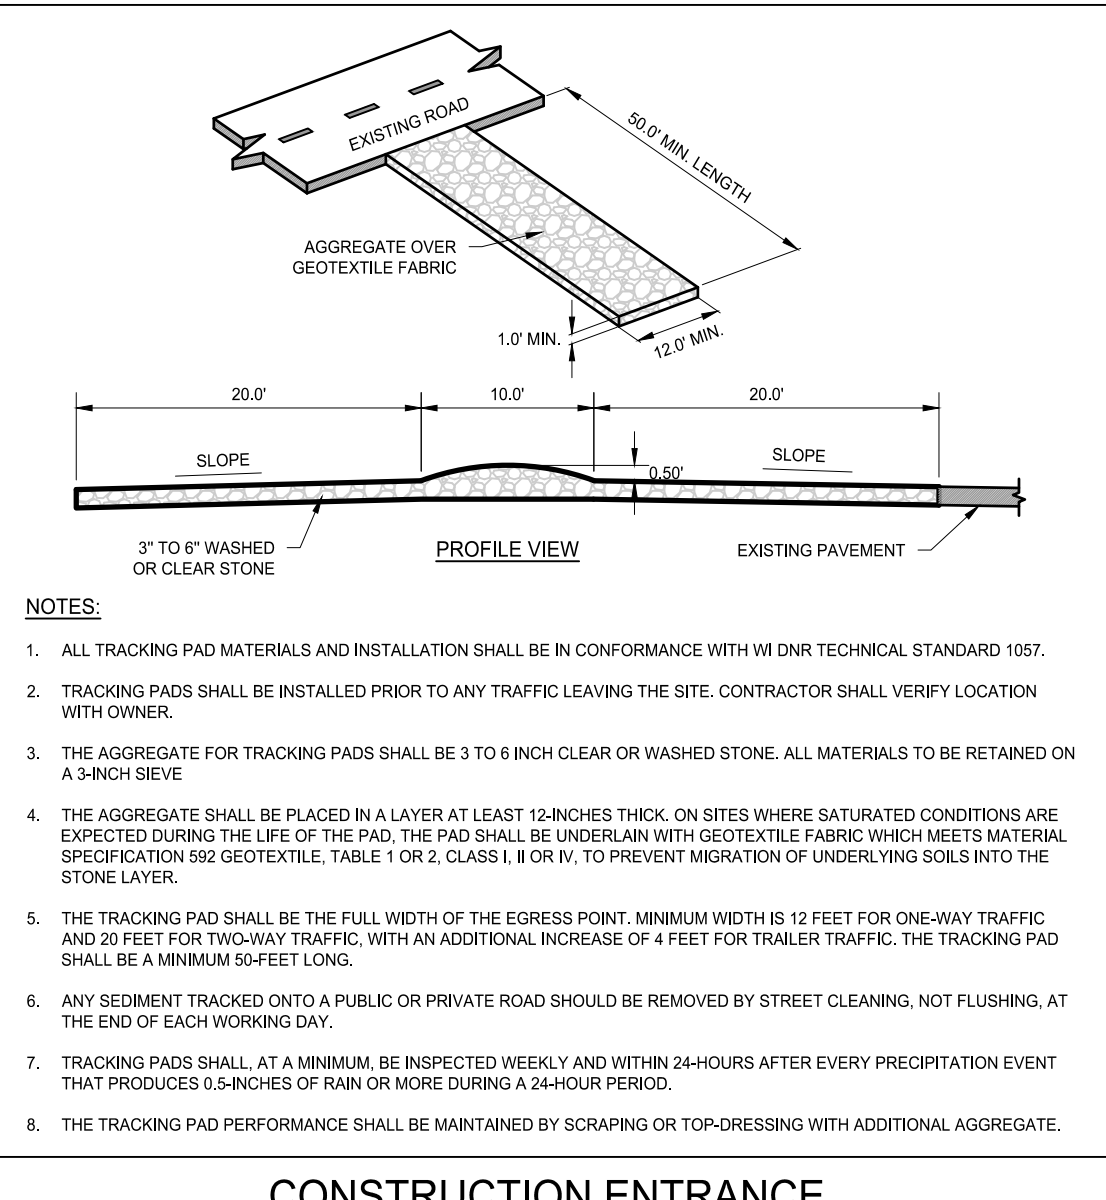 EXISTING ROAD
50.0' MIN. LENGTH
AGGREGATE OVER
GEOTEXTILE FABRIC
1.0' MIN.
12.0' MIN.
20.0'
10.0'
20.0'
SLOPE
SLOPE
0.50'
3" TO 6" WASHED
OR CLEAR STONE
PROFILE VIEW
EXISTING PAVEMENT
NOTES:
1. ALL TRACKING PAD MATERIALS AND INSTALLATION SHALL BE IN CONFORMANCE WITH WI DNR TECHNICAL STANDARD 1057.
2. TRACKING PADS SHALL BE INSTALLED PRIOR TO ANY TRAFFIC LEAVING THE SITE. CONTRACTOR SHALL VERIFY LOCATION
WITH OWNER.
3. THE AGGREGATE FOR TRACKING PADS SHALL BE 3 TO 6 INCH CLEAR OR WASHED STONE. ALL MATERIALS TO BE RETAINED ON
A 3-INCH SIEVE
4. THE AGGREGATE SHALL BE PLACED IN A LAYER AT LEAST 12-INCHES THICK. ON SITES WHERE SATURATED CONDITIONS ARE
EXPECTED DURING THE LIFE OF THE PAD, THE PAD SHALL BE UNDERLAIN WITH GEOTEXTILE FABRIC WHICH MEETS MATERIAL
SPECIFICATION 592 GEOTEXTILE, TABLE 1 OR 2, CLASS I, II OR IV, TO PREVENT MIGRATION OF UNDERLYING SOILS INTO THE
STONE LAYER.
5. THE TRACKING PAD SHALL BE THE FULL WIDTH OF THE EGRESS POINT. MINIMUM WIDTH IS 12 FEET FOR ONE-WAY TRAFFIC
AND 20 FEET FOR TWO-WAY TRAFFIC, WITH AN ADDITIONAL INCREASE OF 4 FEET FOR TRAILER TRAFFIC. THE TRACKING PAD
SHALL BE A MINIMUM 50-FEET LONG.
6. ANY SEDIMENT TRACKED ONTO A PUBLIC OR PRIVATE ROAD SHOULD BE REMOVED BY STREET CLEANING, NOT FLUSHING, AT
THE END OF EACH WORKING DAY.
7. TRACKING PADS SHALL, AT A MINIMUM, BE INSPECTED WEEKLY AND WITHIN 24-HOURS AFTER EVERY PRECIPITATION EVENT
THAT PRODUCES 0.5-INCHES OF RAIN OR MORE DURING A 24-HOUR PERIOD.
8. THE TRACKING PAD PERFORMANCE SHALL BE MAINTAINED BY SCRAPING OR TOP-DRESSING WITH ADDITIONAL AGGREGATE.
CONSTRUCTION ENTRANCE